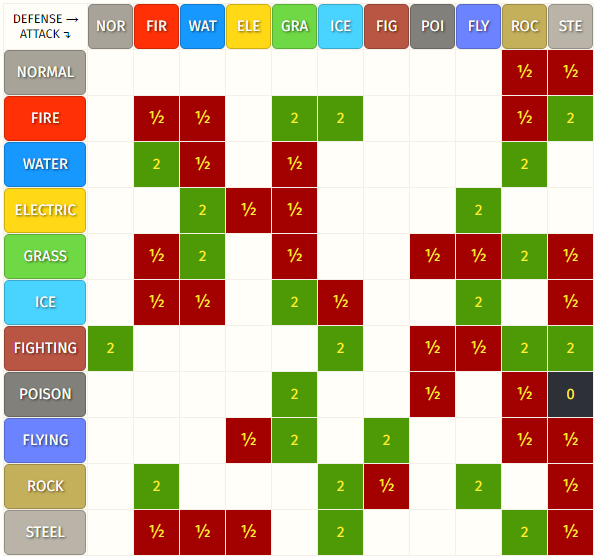 DEFENSE → NOR FIR WAT ELE GRA ICE FIG POI FLY ROC STE
ATTACK ↴
NORMAL ½ ½
FIRE ½ ½ 2 2 ½ 2
WATER 2 ½ ½ 2
ELECTRIC 2 ½ ½ 2
GRASS ½ 2 ½ ½ ½ 2 ½
ICE ½ ½ 2 ½ 2 ½
FIGHTING 2 2 ½ ½ 2 2
POISON 2 ½ ½ 0
FLYING ½ 2 2 ½ ½
ROCK 2 2 ½ 2 ½
STEEL ½ ½ ½ 2 2 ½